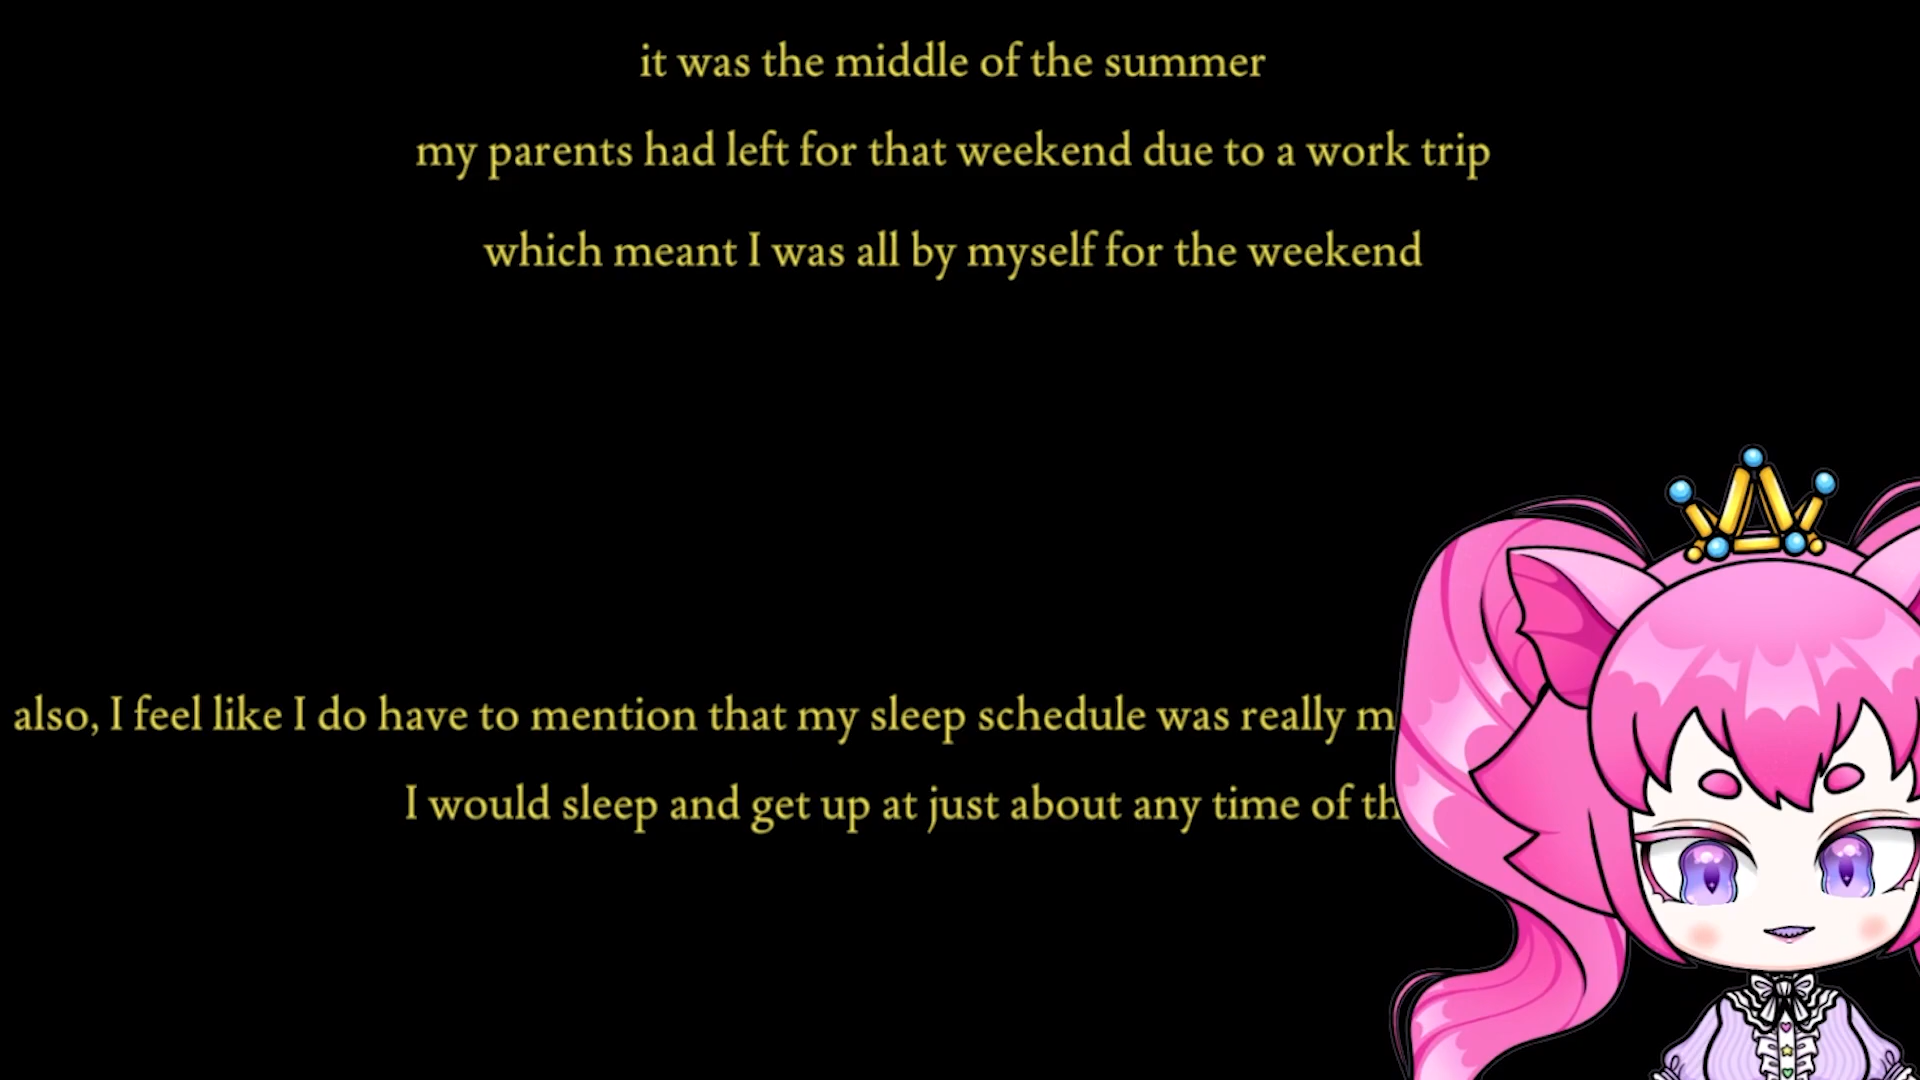 it was the middle of the summer
my parents had left for that weekend due to a work trip
which meant I was all by myself for the weekend
also, I feel like I do have to mention that my sleep schedule was really
I would sleep and get up at just about any time of